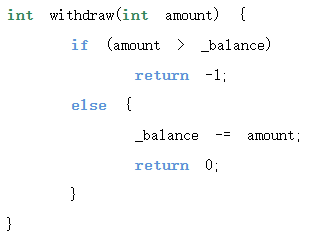 int withdraw(int amount) {
if (amount > _balance)
return -1;
else {
_balance -= amount;
return 0;
}
}